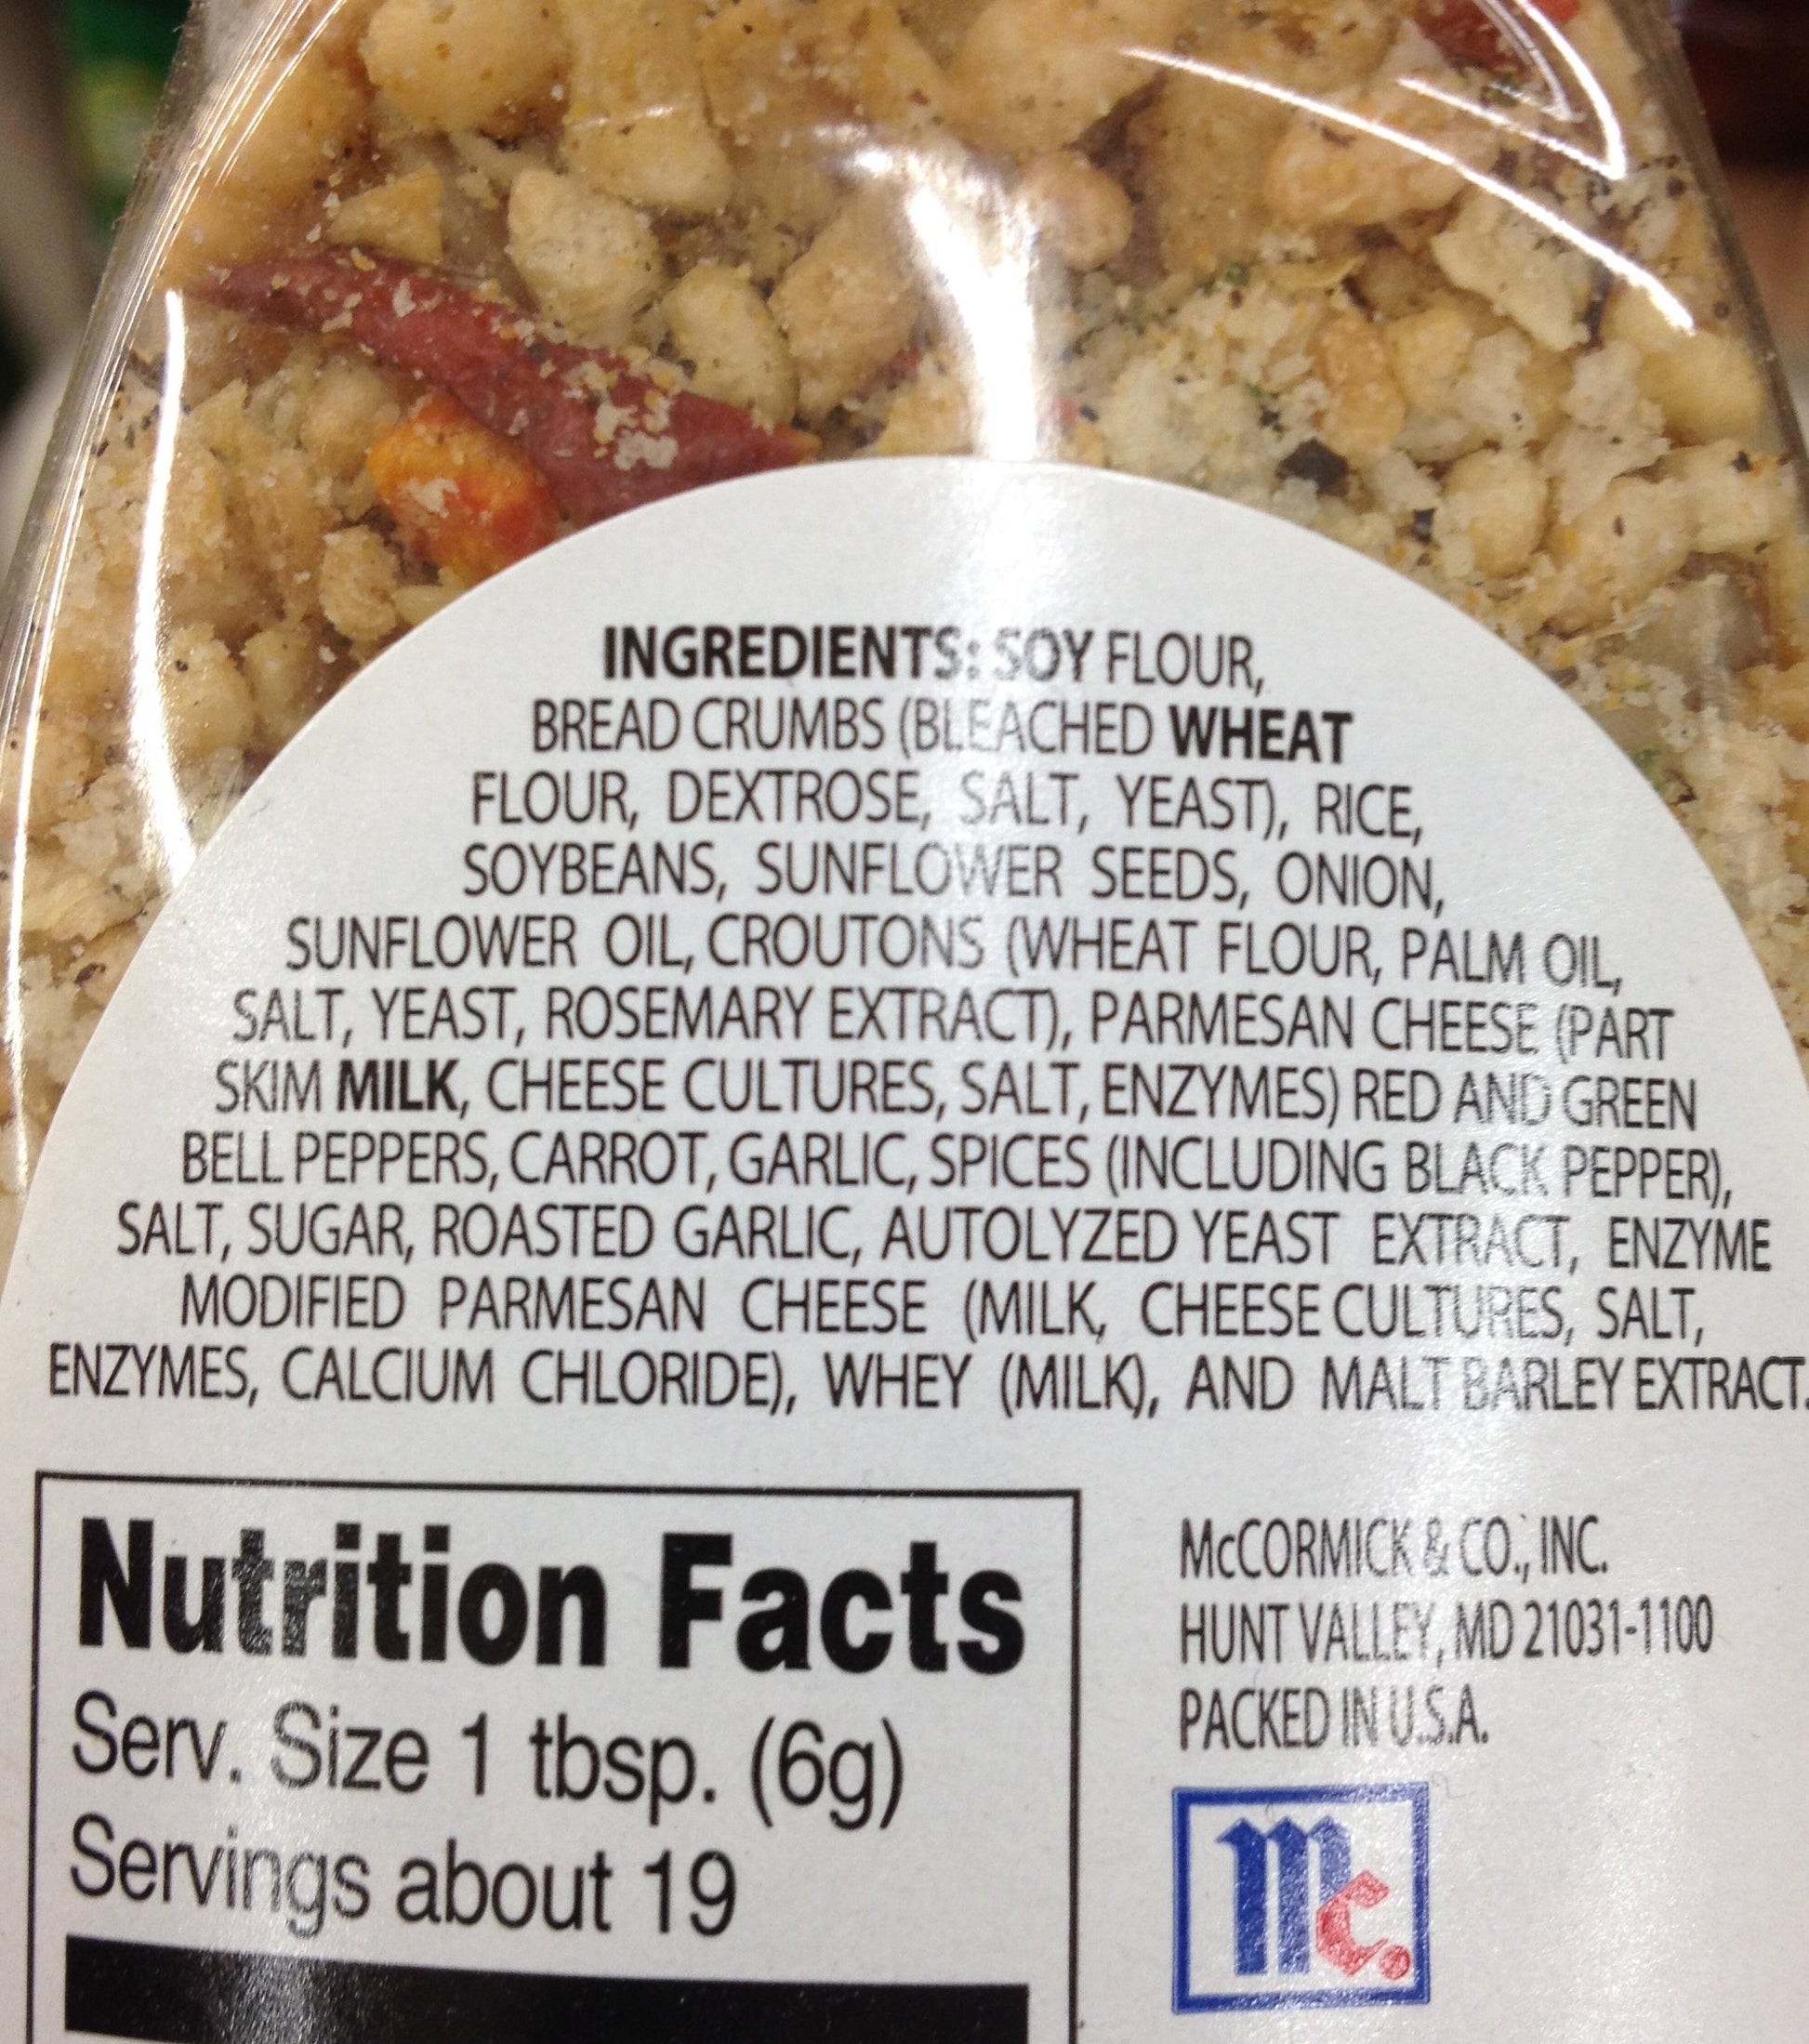 INGREDIENTS: SOY FLOUR,
BREAD CRUMBS (BLEACHED WHEAT
FLOUR, DEXTROSE, SALT, YEAST), RICE,
SOYBEANS, SUNFLOWER SEEDS, ONION,
SUNFLOWER OIL, CROUTONS (WHEAT FLOUR, PALM OIL,
SALT, YEAST, ROSEMARY EXTRACT), PARMESAN CHEESE (PART
SKIM MILK, CHEESE CULTURES, SALT, ENZYMES) RED AND GREEN
BELL PEPPERS, CARROT, GARLIC, SPICES (INCLUDING BLACK PEPPER),
SALT, SUGAR, ROASTED GARLIC, AUTOLYZED YEAST EXTRACT, ENZYME
MODIFIED PARMESAN CHEESE (MILK, CHEESE CULTURES, SALT,
ENZYMES, CALCIUM CHLORIDE), WHEY (MILK), AND MALT BARLEY EXTRACT.
Nutrition Facts
Serv. Size 1 tbsp. (6g)
Servings about 19
McCORMICK & CO., INC.
HUNT VALLEY, MD 21031-1100
PACKED IN U.S.A.
Mc.